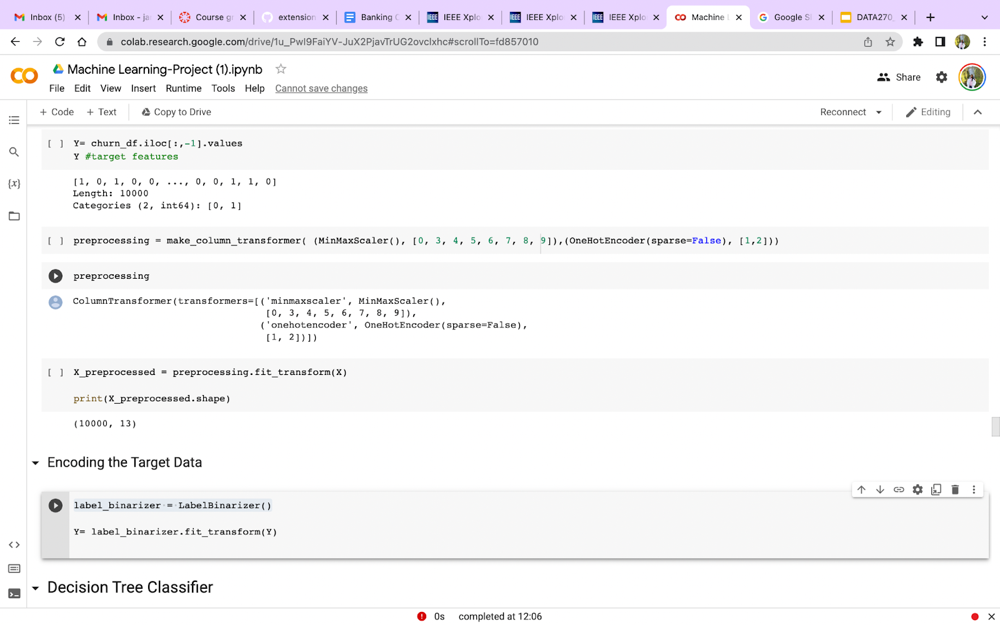 Inbox (5)
Inbox - ja
Course gr
extension
Banking C
IEEE Xplo
IEEE Xplo
IEEE Xplo
Machine L
Google Sl
DATA270_
colab.research.google.com/drive/1u_PwI9FaiYV-JuX2PjavTrUG2ovclxhc#scrollTo=fd857010
Machine Learning-Project (1).ipynb
File Edit View Insert Runtime Tools Help Cannot save changes
Share
+ Code + Text Copy to Drive
Reconnect
Editing
[ ] Y= churn_df.iloc[:,-1].values
Y #target features
[1, 0, 1, 0, 0, ..., 0, 0, 1, 1, 0]
Length: 10000
Categories (2, int64): [0, 1]
[ ] preprocessing = make_column_transformer( (MinMaxScaler(), [0, 3, 4, 5, 6, 7, 8, 9]),(OneHotEncoder(sparse=False), [1,2]))
preprocessing
ColumnTransformer(transformers=[('minmaxscaler', MinMaxScaler(),
[0, 3, 4, 5, 6, 7, 8, 9]),
('onehotencoder', OneHotEncoder(sparse=False),
[1, 2])])
[ ] X_preprocessed = preprocessing.fit_transform(X)
print(X_preprocessed.shape)
(10000, 13)
Encoding the Target Data
label_binarizer = LabelBinarizer()
Y= label_binarizer.fit_transform(Y)
Decision Tree Classifier
0s completed at 12:06